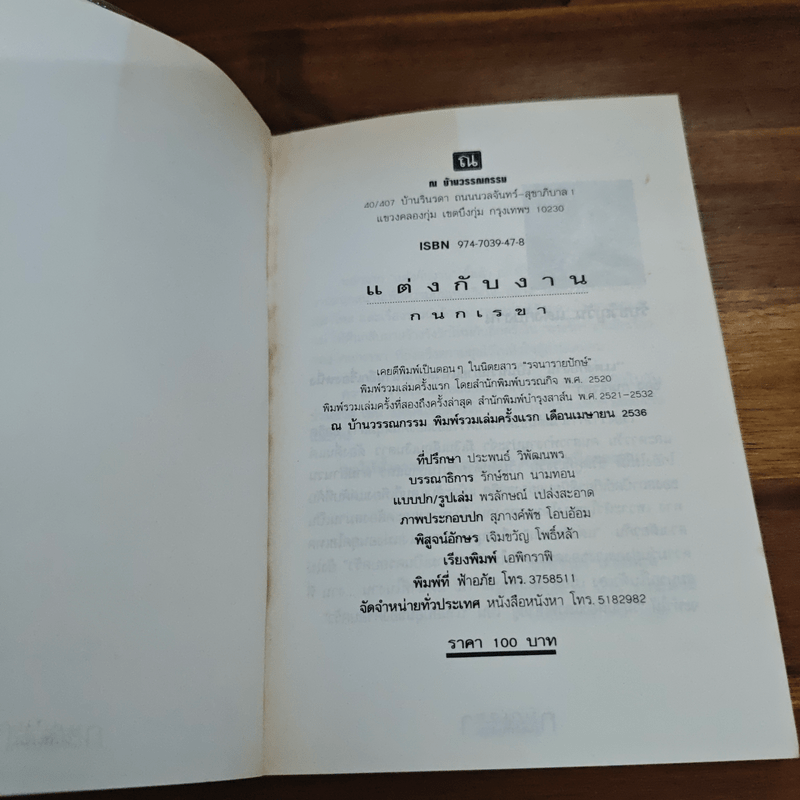 ณ
ณ บ้านวรรณกรรม
40/407 บ้านรินรดา ถนนนวลจันทร์-สุขาภิบาล 1
แขวงคลองกุ่ม เขตบึงกุ่ม กรุงเทพฯ 10230
ISBN 974-7039-47-8
แต่งกับงาน
กนกเรขา
เคยตีพิมพ์เป็นตอนๆ ในนิตยสาร "รจนารายปักษ์"
พิมพ์รวมเล่มครั้งแรก โดยสำนักพิมพ์บรรณกิจ พ.ศ. 2520
พิมพ์รวมเล่มครั้งที่สองถึงครั้งล่าสุด สำนักพิมพ์บำรุงสาส์น พ.ศ. 2521-2532
ณ บ้านวรรณกรรม พิมพ์รวมเล่มครั้งแรก เดือนเมษายน 2536
ที่ปรึกษา ประพนธ์ วิพัฒนพร
บรรณาธิการ รักษ์ชนก นามทอน
แบบปก/รูปเล่ม พรลักษณ์ เปล่งสะอาด
ภาพประกอบปก สุภางค์พัช โอบอ้อม
พิสูจน์อักษร เจิมขวัญ โพธิ์หล้า
เรียงพิมพ์ เอพิกราฟี
พิมพ์ที่ ฟ้าอภัย โทร. 3758511
จัดจำหน่ายทั่วประเทศ หนังสือหนังหา โทร. 5182982
ราคา 100 บาท